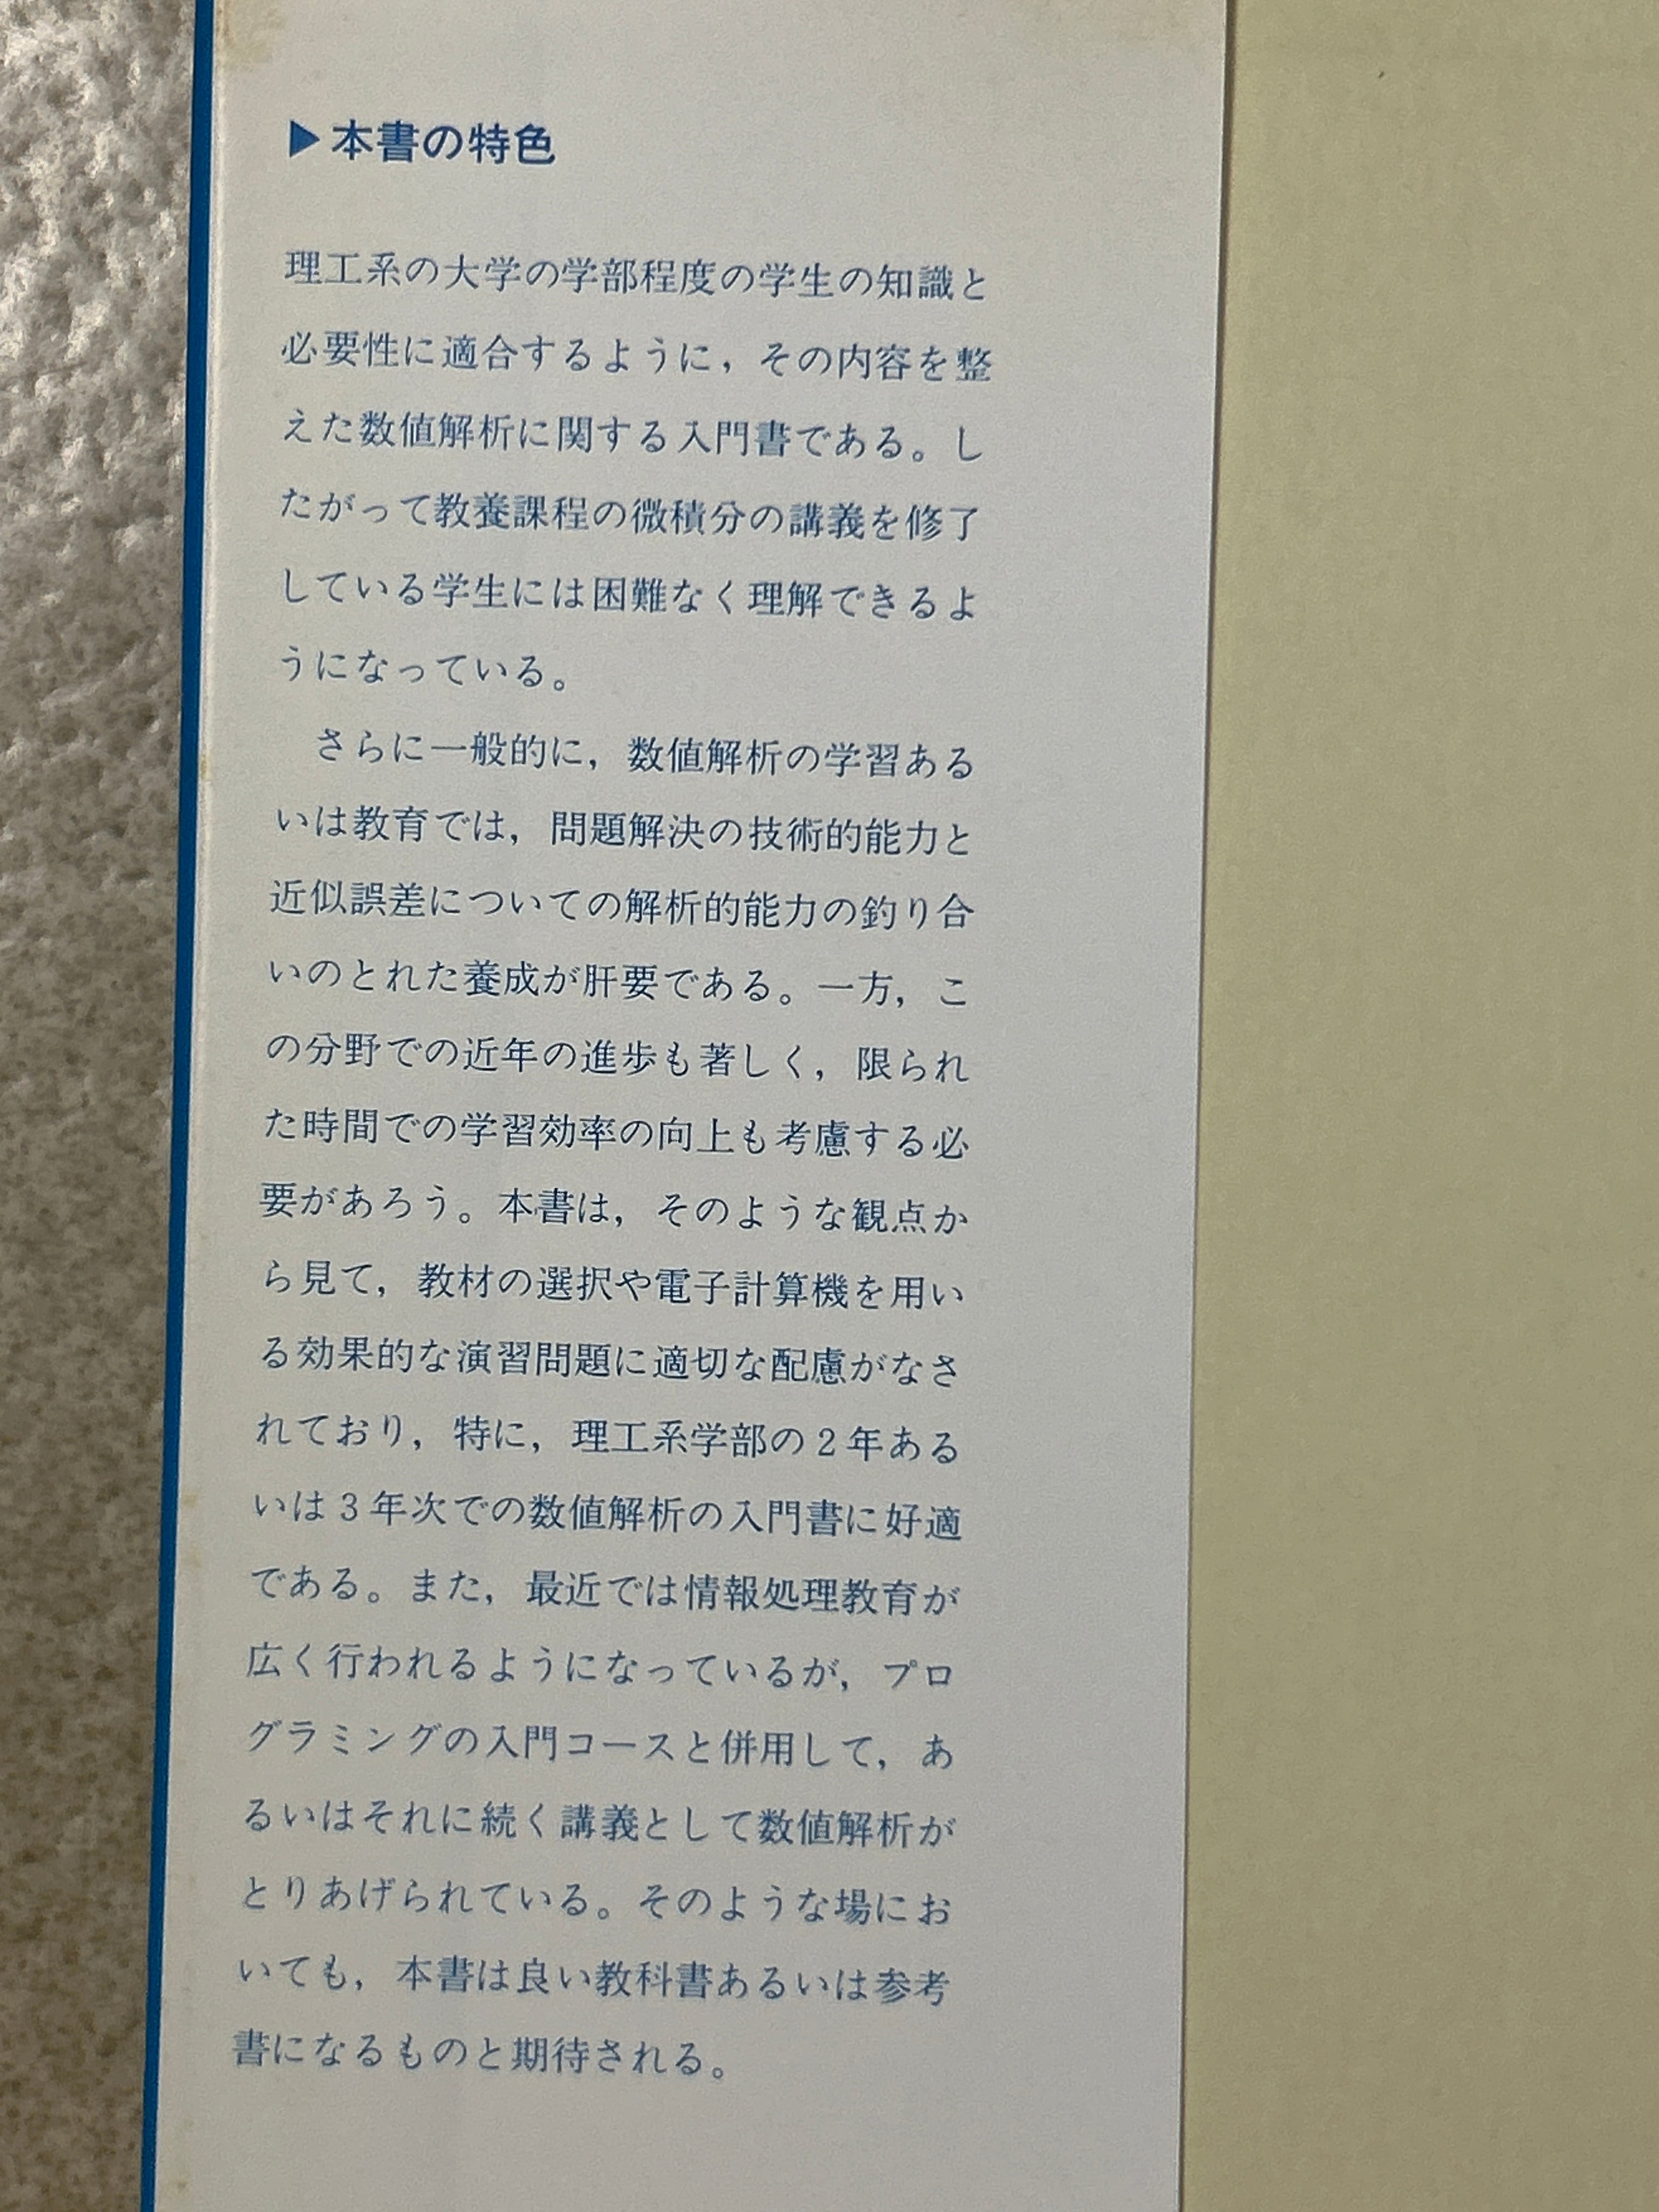 ▶本書の特色
理工系の大学の学部程度の学生の知識と
必要性に適合するように，その内容を整
えた数値解析に関する入門書である。し
たがって教養課程の微積分の講義を修了
している学生には困難なく理解できるよ
うになっている。
　さらに一般的に，数値解析の学習ある
いは教育では，問題解決の技術的能力と
近似誤差についての解析的能力の釣り合
いのとれた養成が肝要である。一方，こ
の分野での近年の進歩も著しく，限られ
た時間での学習効率の向上も考慮する必
要があろう。本書は，そのような観点か
ら見て，教材の選択や電子計算機を用い
る効果的な演習問題に適切な配慮がなさ
れており，特に，理工系学部の2年ある
いは3年次での数値解析の入門書に好適
である。また，最近では情報処理教育が
広く行われるようになっているが，プロ
グラミングの入門コースと併用して，あ
るいはそれに続く講義として数値解析が
とりあげられている。そのような場にお
いても，本書は良い教科書あるいは参考
書になるものと期待される。